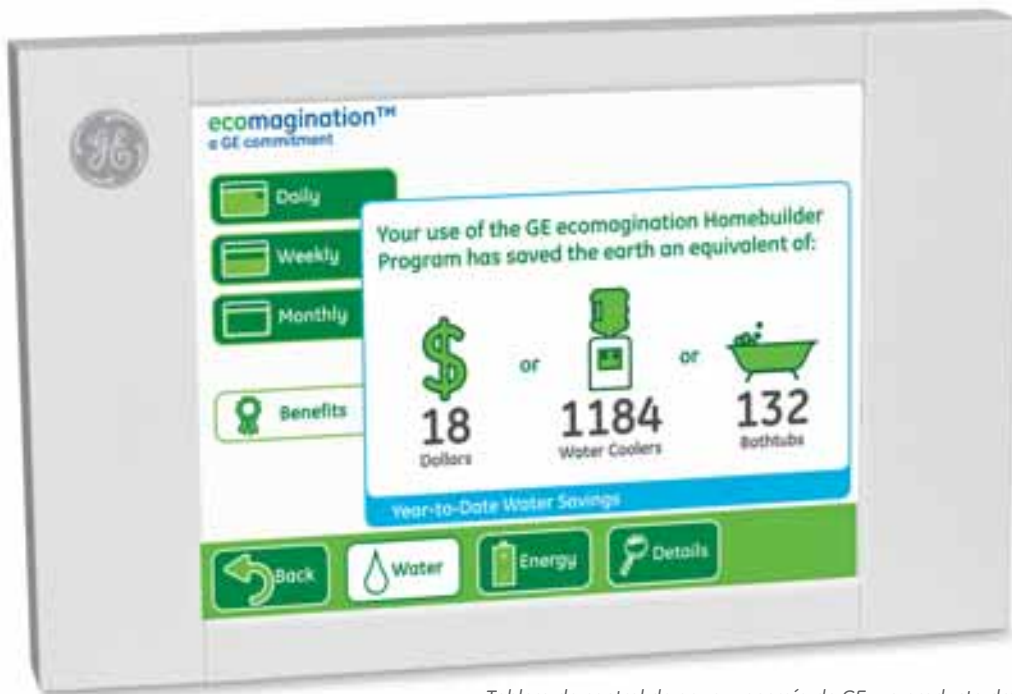 GE
ecomagination™
a GE commitment
Daily
Weekly
Monthly
Benefits
Your use of the GE ecomagination Homebuilder
Program has saved the earth an equivalent of:
or
or
18
1184
132
Dollars
Water Coolers
Bathtubs
Year-to-Date Water Savings
Back
Water
Energy
Details